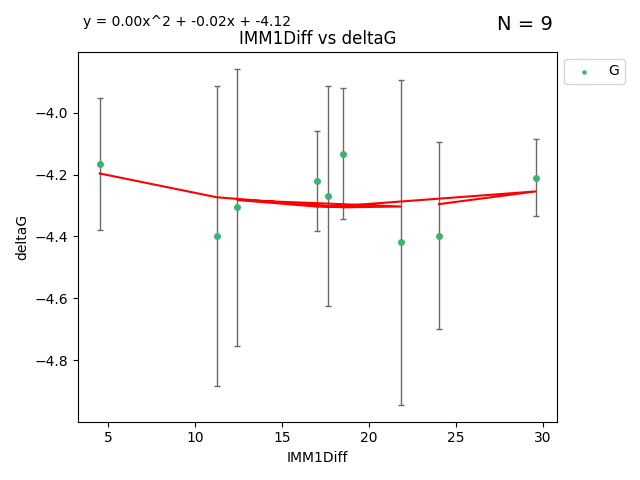 y = 0.00x^2 + -0.02x + -4.12
N = 9
IMM1Diff vs deltaG
G
deltaG
−4.0
−4.2
−4.4
−4.6
−4.8
5 10 15 20 25 30
IMM1Diff